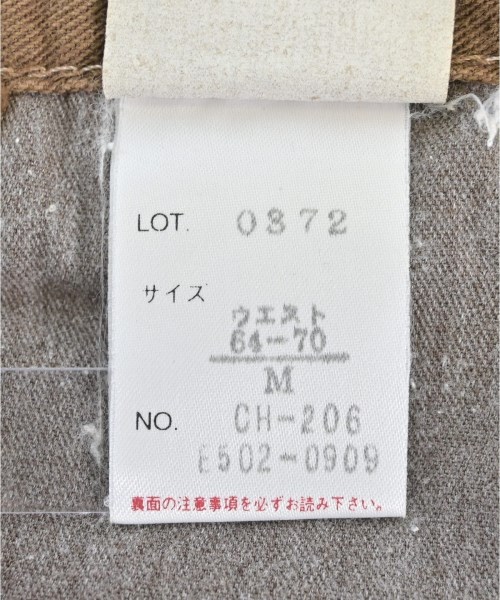 LOT. 0372
サイズ
ウエスト
64-70
M
NO. CH-206
E502-0909
裏面の注意事項を必ずお読み下さい。